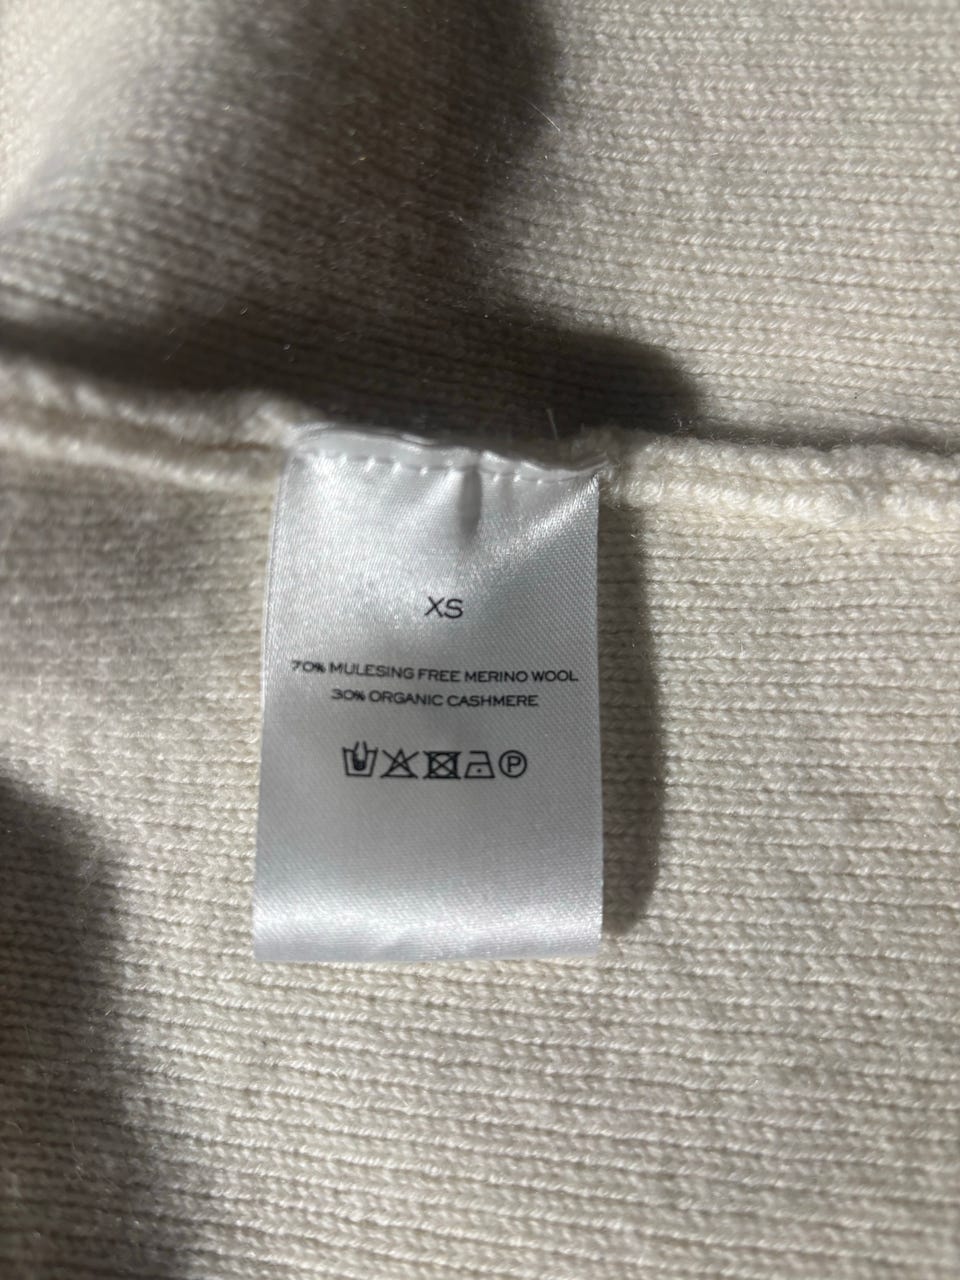 XS
70% MULESING FREE MERINO WOOL
30% ORGANIC CASHMERE
P